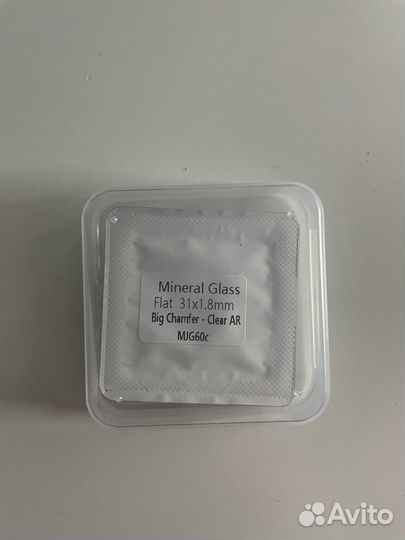 Mineral Glass
Flat 31x1.8mm
Big Chamfer - Clear AR
MJG60c
Avito